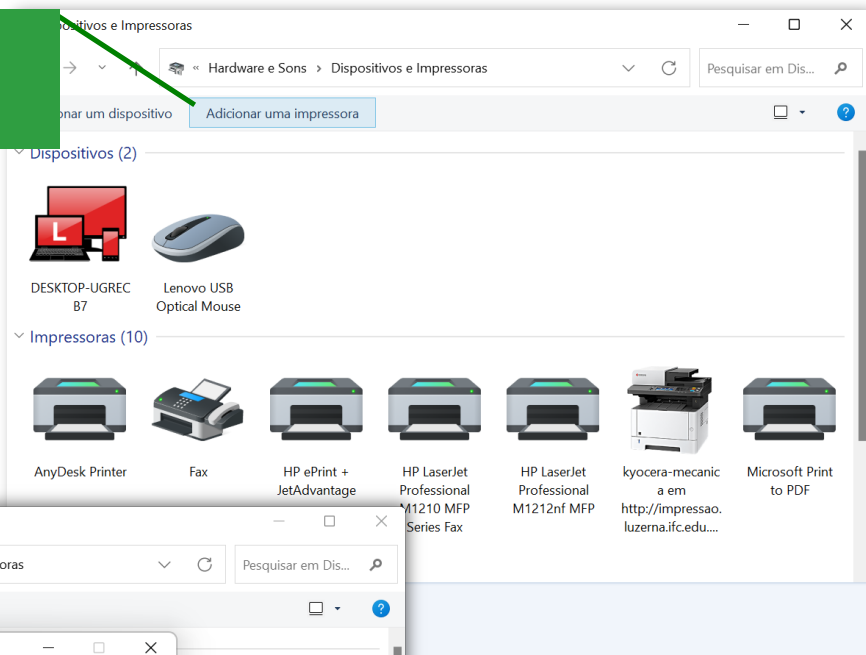 e Impressoras
« Hardware e Sons > Dispositivos e Impressoras
Pesquisar em Dis...
um dispositivo
Adicionar uma impressora
?
Dispositivos (2)
L
DESKTOP-UGREC
B7
Lenovo USB
Optical Mouse
Impressoras (10)
AnyDesk Printer
Fax
HP ePrint +
JetAdvantage
HP LaserJet
Professional
M1210 MFP
Series Fax
HP LaserJet
Professional
M1212nf MFP
kyocera-mecanic
a em
http://impressao.
luzerna.ifc.edu....
Microsoft Print
to PDF
Pesquisar em Dis...
?